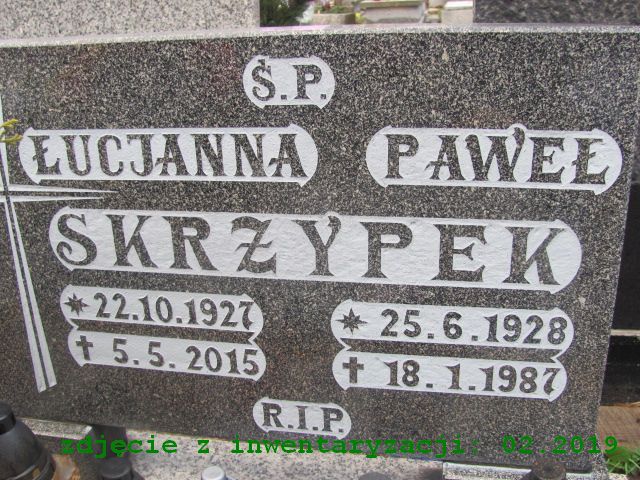 Ś.P.
ŁUCJANNA PAWEŁ
SKRZYPEK
* 22.10.1927 * 25.6.1928
† 5.5.2015 † 18.1.1987
R.I.P.
zdjęcie z inwentaryzacji: 02.2019